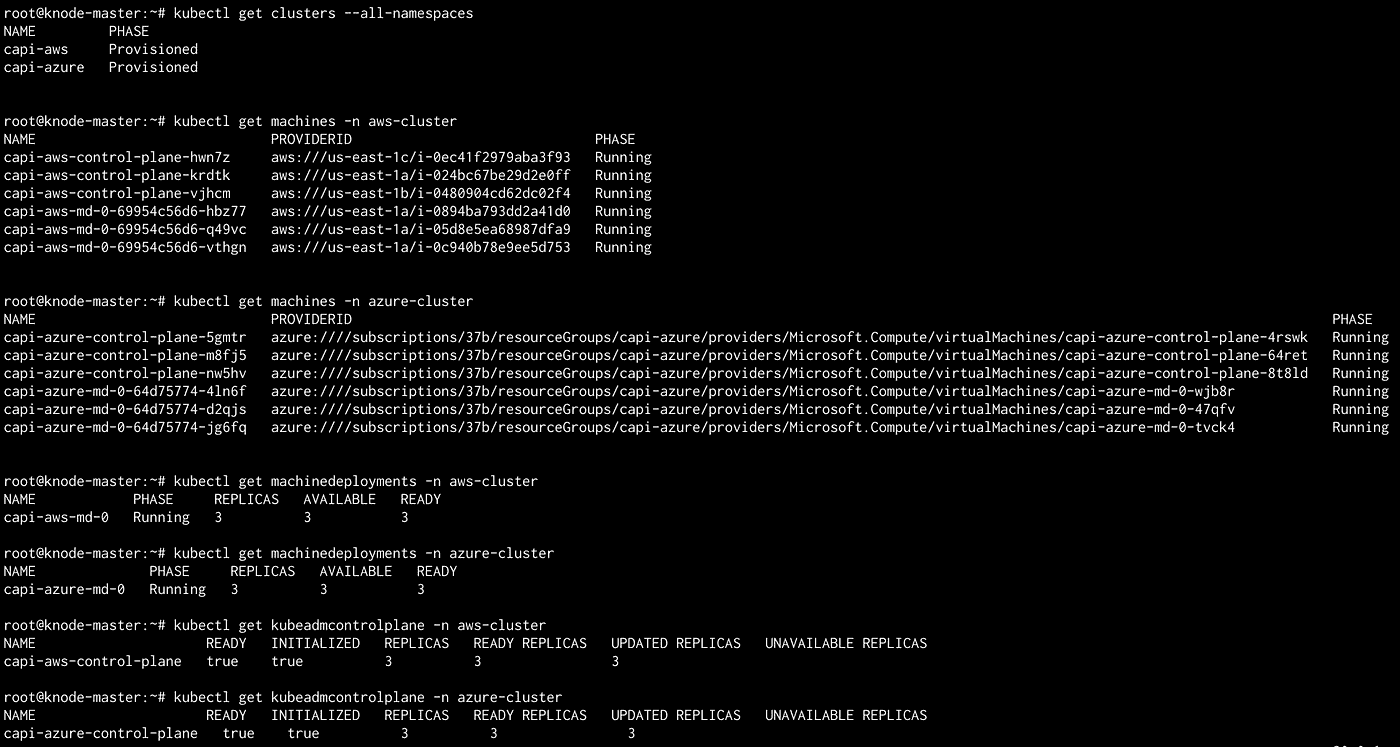 root@knode-master:~# kubectl get clusters --all-namespaces
NAME         PHASE
capi-aws     Provisioned
capi-azure   Provisioned
root@knode-master:~# kubectl get machines -n aws-cluster
NAME                             PROVIDERID                              PHASE
capi-aws-control-plane-hwn7z     aws:///us-east-1c/i-0ec41f2979aba3f93   Running
capi-aws-control-plane-krdtk     aws:///us-east-1a/i-024bc67be29d2e0ff   Running
capi-aws-control-plane-vjhcm     aws:///us-east-1b/i-0480904cd62dc02f4   Running
capi-aws-md-0-69954c56d6-hbz77   aws:///us-east-1a/i-0894ba793dd2a41d0   Running
capi-aws-md-0-69954c56d6-q49vc   aws:///us-east-1a/i-05d8e5ea68987dfa9   Running
capi-aws-md-0-69954c56d6-vthgn   aws:///us-east-1a/i-0c940b78e9ee5d753   Running
root@knode-master:~# kubectl get machines -n azure-cluster
NAME                             PROVIDERID                                                                                                                       PHASE
capi-azure-control-plane-5gmtr   azure:////subscriptions/37b/resourceGroups/capi-azure/providers/Microsoft.Compute/virtualMachines/capi-azure-control-plane-4rswk   Running
capi-azure-control-plane-m8fj5   azure:////subscriptions/37b/resourceGroups/capi-azure/providers/Microsoft.Compute/virtualMachines/capi-azure-control-plane-64ret   Running
capi-azure-control-plane-nw5hv   azure:////subscriptions/37b/resourceGroups/capi-azure/providers/Microsoft.Compute/virtualMachines/capi-azure-control-plane-8t8ld   Running
capi-azure-md-0-64d75774-4ln6f   azure:////subscriptions/37b/resourceGroups/capi-azure/providers/Microsoft.Compute/virtualMachines/capi-azure-md-0-wjb8r            Running
capi-azure-md-0-64d75774-d2qjs   azure:////subscriptions/37b/resourceGroups/capi-azure/providers/Microsoft.Compute/virtualMachines/capi-azure-md-0-47qfv            Running
capi-azure-md-0-64d75774-jg6fq   azure:////subscriptions/37b/resourceGroups/capi-azure/providers/Microsoft.Compute/virtualMachines/capi-azure-md-0-tvck4            Running
root@knode-master:~# kubectl get machinedeployments -n aws-cluster
NAME            PHASE     REPLICAS   AVAILABLE   READY
capi-aws-md-0   Running   3          3           3
root@knode-master:~# kubectl get machinedeployments -n azure-cluster
NAME              PHASE     REPLICAS   AVAILABLE   READY
capi-azure-md-0   Running   3          3           3
root@knode-master:~# kubectl get kubeadmcontrolplane -n aws-cluster
NAME                     READY   INITIALIZED   REPLICAS   READY REPLICAS   UPDATED REPLICAS   UNAVAILABLE REPLICAS
capi-aws-control-plane   true    true          3          3                3
root@knode-master:~# kubectl get kubeadmcontrolplane -n azure-cluster
NAME                     READY   INITIALIZED   REPLICAS   READY REPLICAS   UPDATED REPLICAS   UNAVAILABLE REPLICAS
capi-azure-control-plane   true    true          3          3                3